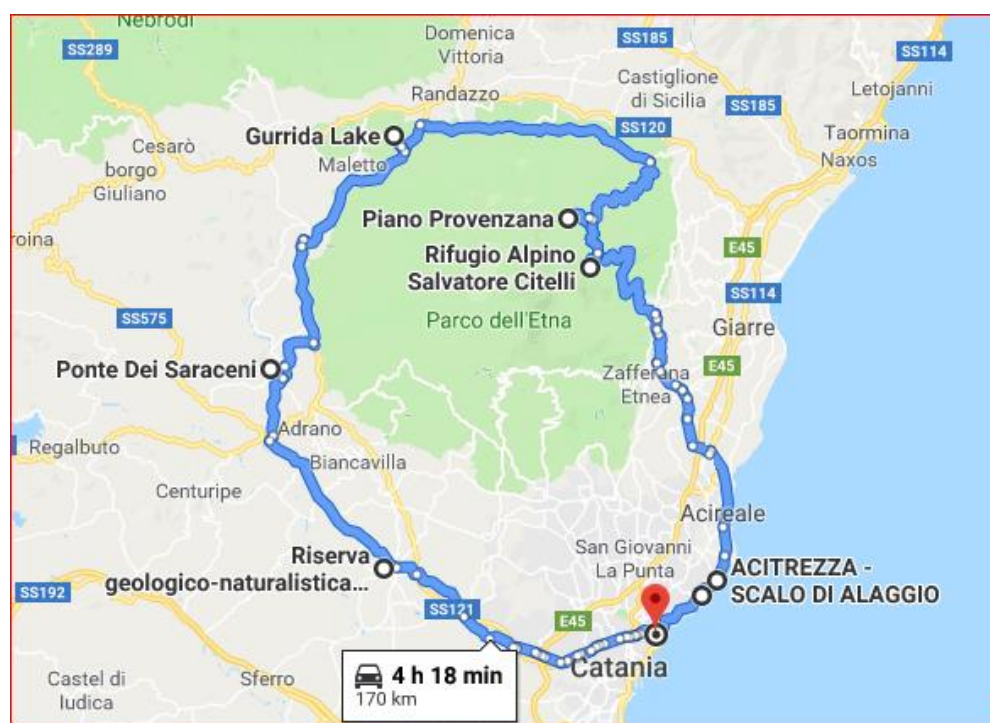 Nebrodi
SS289
Domenica
Vittoria
SS185
SS114
Castiglione
di Sicilia
Letojanni
Randazzo
SS185
SS120
Taormina
Naxos
Gurrida Lake
Cesarò
borgo
Giuliano
Maletto
Piano Provenzana
roina
E45
Rifugio Alpino
Salvatore Citelli
SS114
SS575
Parco dell'Etna
Giarre
Ponte Dei Saraceni
E45
Zafferana
Etnea
Adrano
Regalbuto
Biancavilla
Centuripe
Acireale
San Giovanni
La Punta
Riserva
geologico-naturalistica...
ACITREZZA -
SCALO DI ALAGGIO
SS192
SS121
E45
Catania
4 h 18 min
170 km
Castel di
Iudica
Sferro